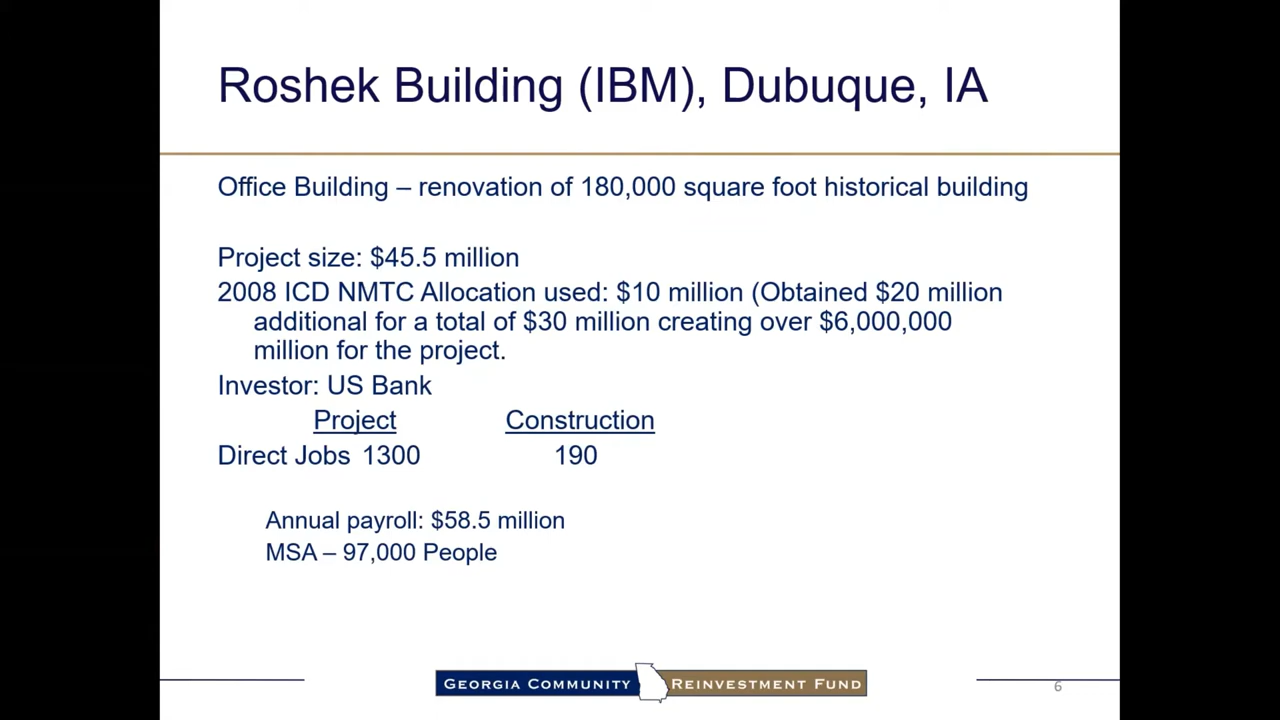 Roshek Building (IBM), Dubuque, IA
Office Building – renovation of 180,000 square foot historical building
Project size: $45.5 million
2008 ICD NMTC Allocation used: $10 million (Obtained $20 million
additional for a total of $30 million creating over $6,000,000
million for the project.
Investor: US Bank
Project Construction
Direct Jobs 1300 190
Annual payroll: $58.5 million
MSA – 97,000 People
GEORGIA COMMUNITY REINVESTMENT FUND
6